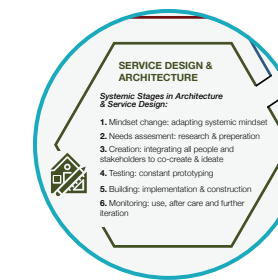 SERVICE DESIGN &
ARCHITECTURE
Systemic Stages in Architecture
& Service Design:
1. Mindset change: adapting systemic mindset
2. Needs assesment: research & preperation
3. Creation: integrating all people and
stakeholders to co-create & ideate
4. Testing: constant prototyping
5. Building: implementation & construction
6. Monitoring: use, after care and further
iteration